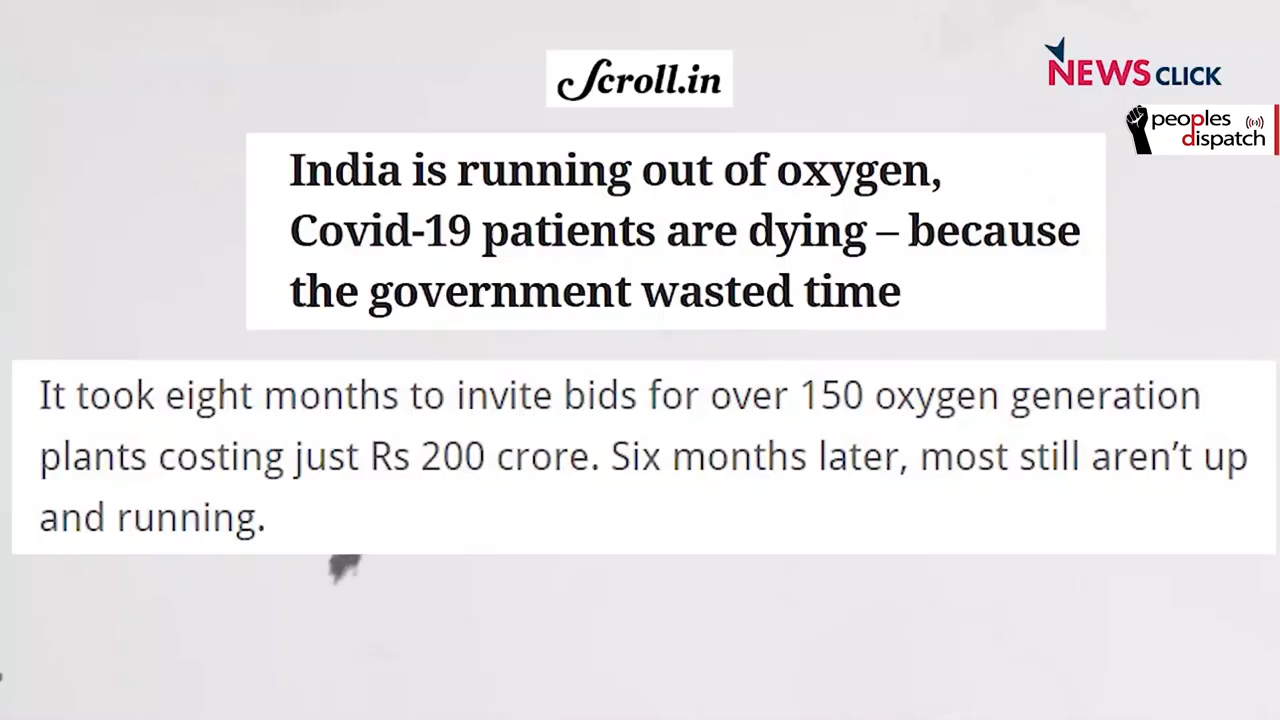 Scroll.in
NEWS CLICK
peoples
dispatch
India is running out of oxygen,
Covid-19 patients are dying – because
the government wasted time
It took eight months to invite bids for over 150 oxygen generation
plants costing just Rs 200 crore. Six months later, most still aren’t up
and running.